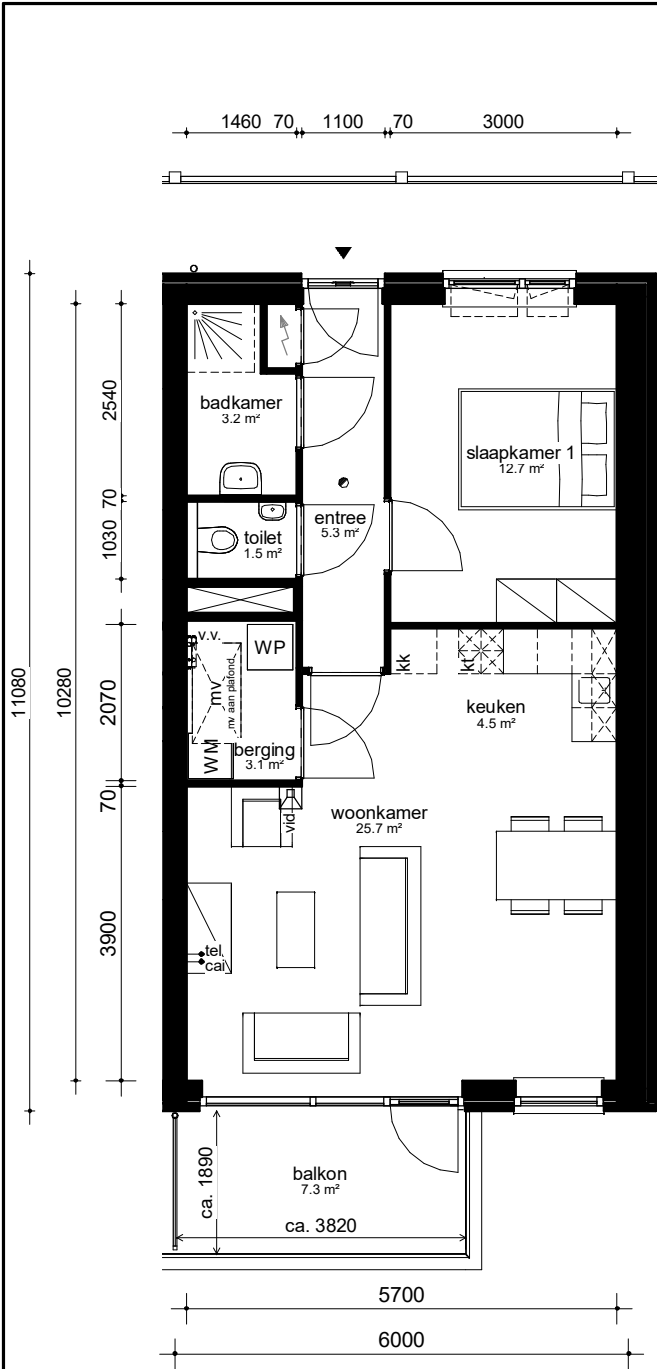 1460 70 1100 70 3000
11080
10280
2540
70
1030
2070
70
3900
badkamer
3.2 m²
slaapkamer 1
12.7 m²
entree
5.3 m²
toilet
1.5 m²
v.v.
WP
mv
mv aan plafond
WM
berging
3.1 m²
kk
kt
keuken
4.5 m²
vid
woonkamer
25.7 m²
tel
cai
balkon
7.3 m²
ca. 1890
ca. 3820
5700
6000